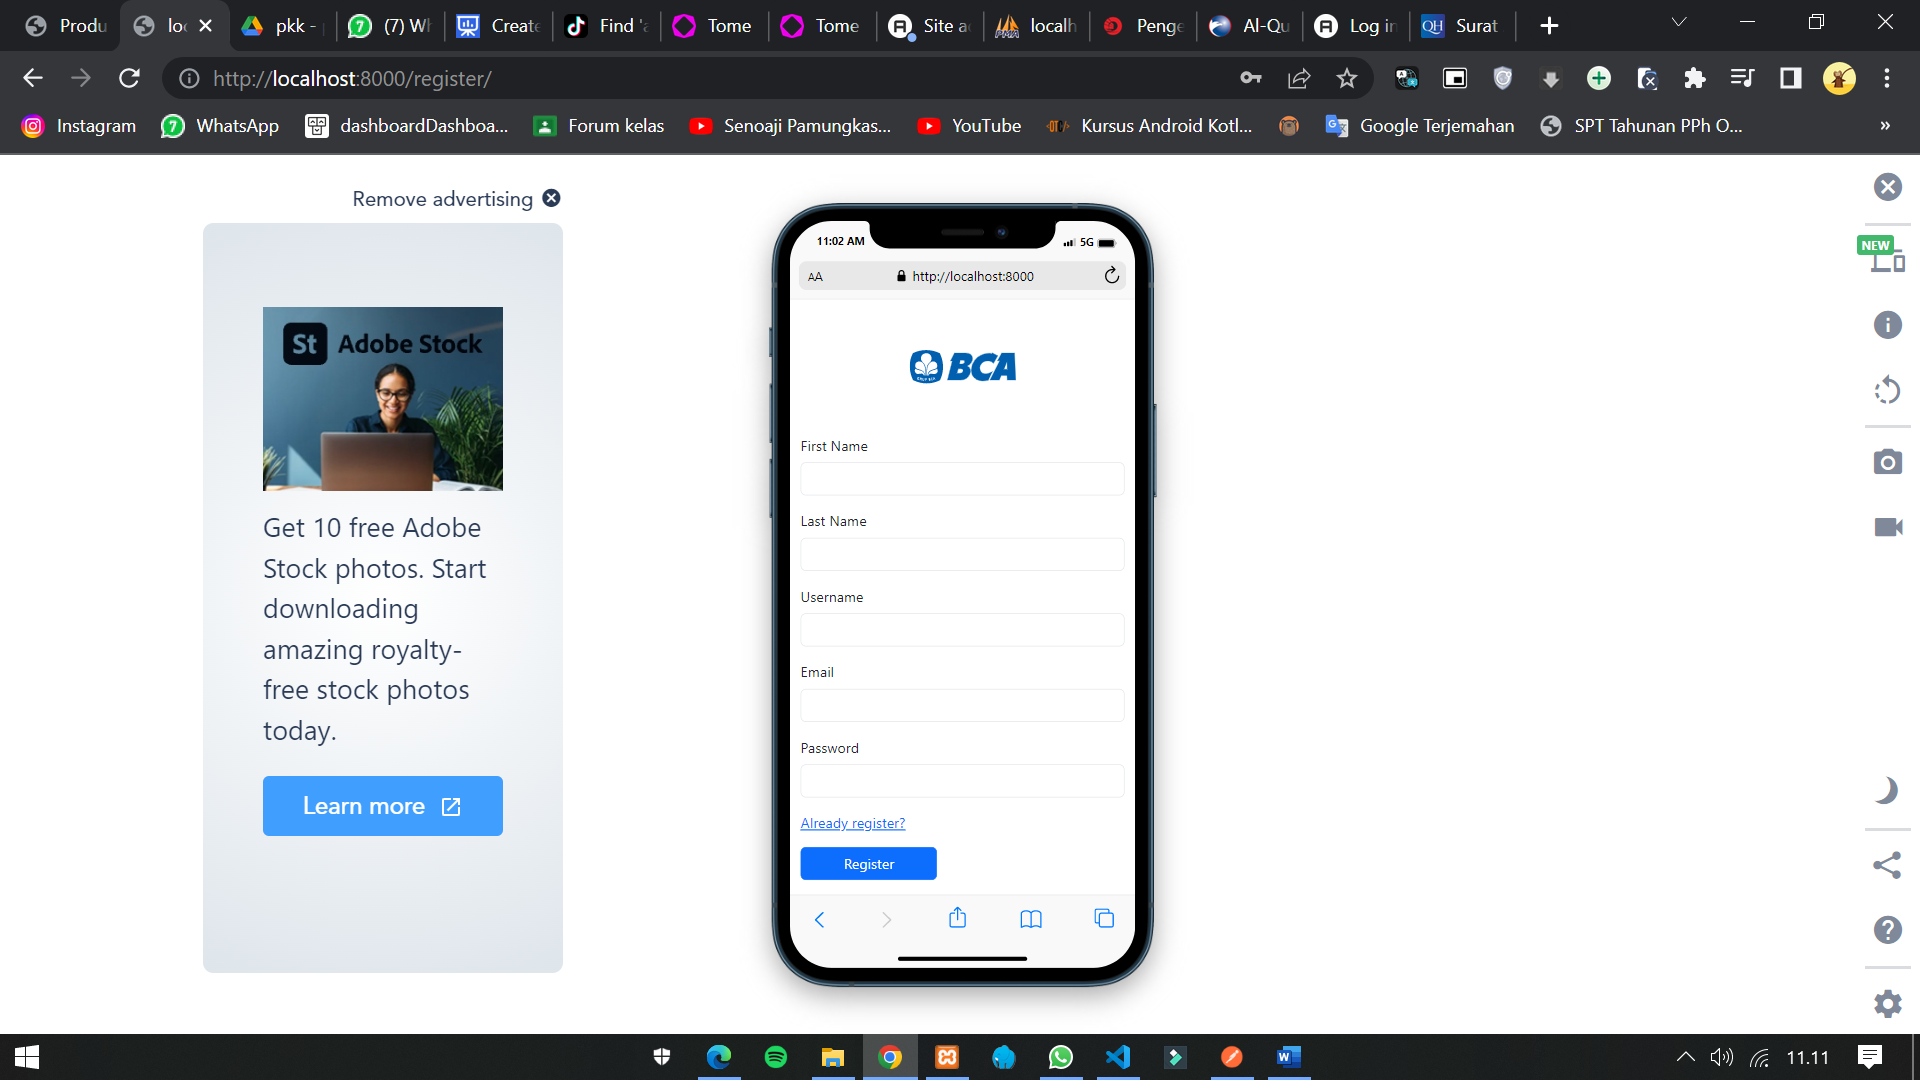 Produ
loc
pkk -
(7) Wh
Create
Find 'a
Tome
Tome
Site a
localh
Penge
Al-Qu
Log in
QH Surat
http://localhost:8000/register/
Instagram
WhatsApp
dashboardDashboa...
Forum kelas
Senoaji Pamungkas...
YouTube
Kursus Android Kotl...
Google Terjemahan
SPT Tahunan PPh O...
»
Remove advertising
St Adobe Stock
Get 10 free Adobe
Stock photos. Start
downloading
amazing royalty-
free stock photos
today.
Learn more
11:02 AM
5G
AA
http://localhost:8000
BCA
First Name
Last Name
Username
Email
Password
Already register?
Register
NEW
11.11